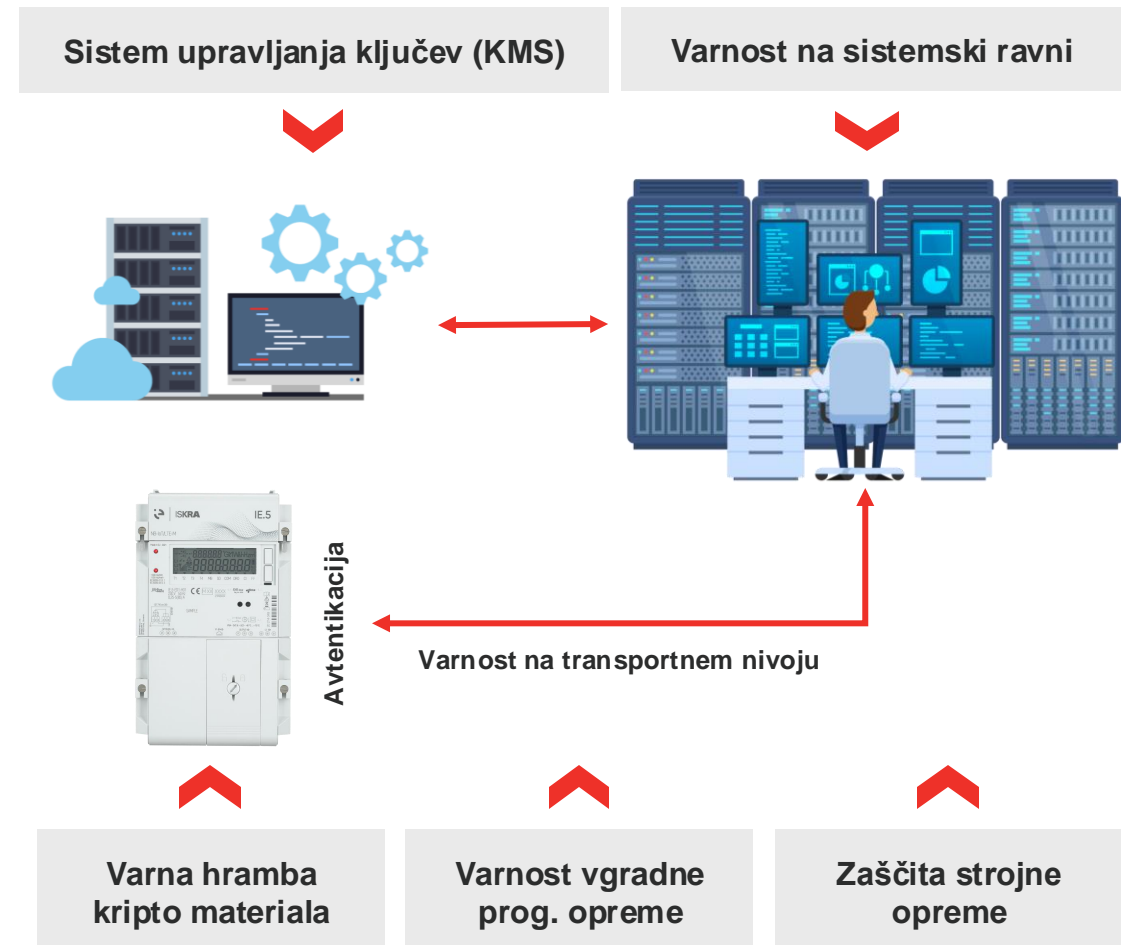 Sistem upravljanja ključev (KMS)
Varnost na sistemski ravni
ISKRA
IE.5
Avtentikacija
Varnost na transportnem nivoju
Varna hramba
kripto materiala
Varnost vgradne
prog. opreme
Zaščita strojne
opreme